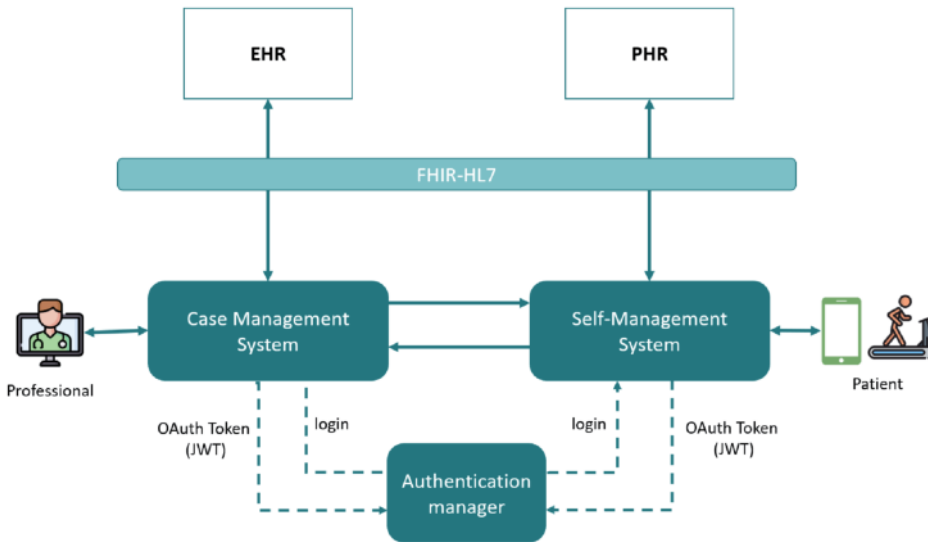 EHR
PHR
FHIR-HL7
Case Management
System
Self-Management
System
Professional
Patient
OAuth Token
(JWT)
login
login
OAuth Token
(JWT)
Authentication
manager